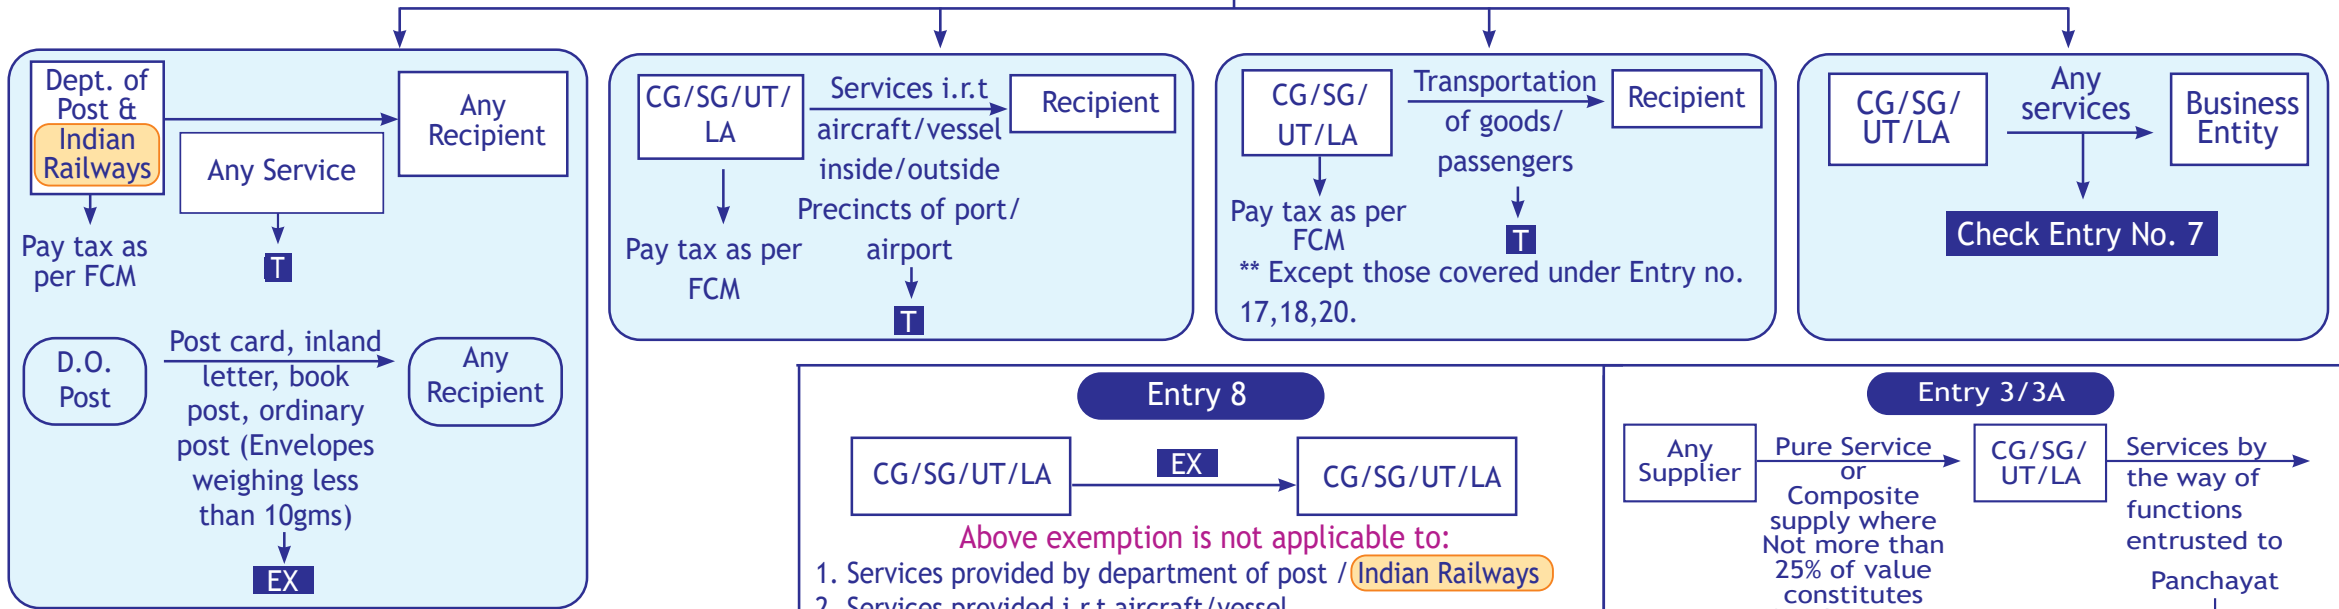 Dept. of
Post &
Indian
Railways
Any
Recipient
Any Service
Pay tax as
per FCM
T
D.O.
Post
Post card, inland
letter, book
post, ordinary
post (Envelopes
weighing less
than 10gms)
Any
Recipient
EX
CG/SG/UT/
LA
Services i.r.t
aircraft/vessel
inside/outside
Precincts of port/
airport
Recipient
Pay tax as per
FCM
T
CG/SG/
UT/LA
Transportation
of goods/
passengers
Recipient
Pay tax as per
FCM
T
** Except those covered under Entry no.
17,18,20.
CG/SG/
UT/LA
Any
services
Business
Entity
Check Entry No. 7
Entry 8
CG/SG/UT/LA
EX
CG/SG/UT/LA
Above exemption is not applicable to:
1. Services provided by department of post / Indian Railways
2. Services provided i.r.t aircraft/vessel
Entry 3/3A
Any
Supplier
Pure Service
or
Composite
supply where
Not more than
25% of value
constitutes
CG/SG/
UT/LA
Services by
the way of
functions
entrusted to
Panchayat